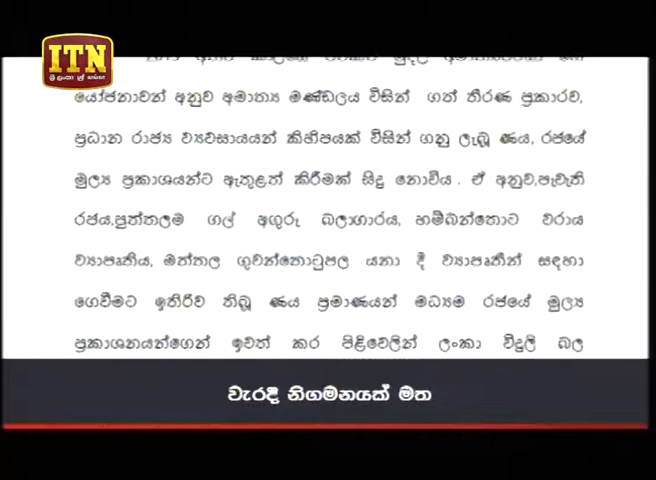 ITN
යෝජනාවන් අනුව අමාත්‍ය මණ්ඩලය විසින් ගත් තීරණ ප්‍රකාරව,
ප්‍රධාන රාජ්‍ය ව්‍යවසායයන් කිහිපයක් විසින් ගනු ලැබූ ණය, රජයේ
මූල්‍ය ප්‍රකාශයන්ට ඇතුළත් කිරීමක් සිදු නොවීය. ඒ අනුව,පැවැති
රජය,පුත්තලම ගල් අඟුරු බලාගාරය, හම්බන්තොට වරාය
ව්‍යාපෘතිය, මත්තල ගුවන්තොටුපල යනා දී ව්‍යාපෘතීන් සඳහා
ගෙවීමට ඉතිරිව තිබූ ණය ප්‍රමාණයන් මධ්‍යම රජයේ මූල්‍ය
ප්‍රකාශනයන්ගෙන් ඉවත් කර පිළිවෙලින් ලංකා විදුලි බල
වැරදි නිගමනයක් මත